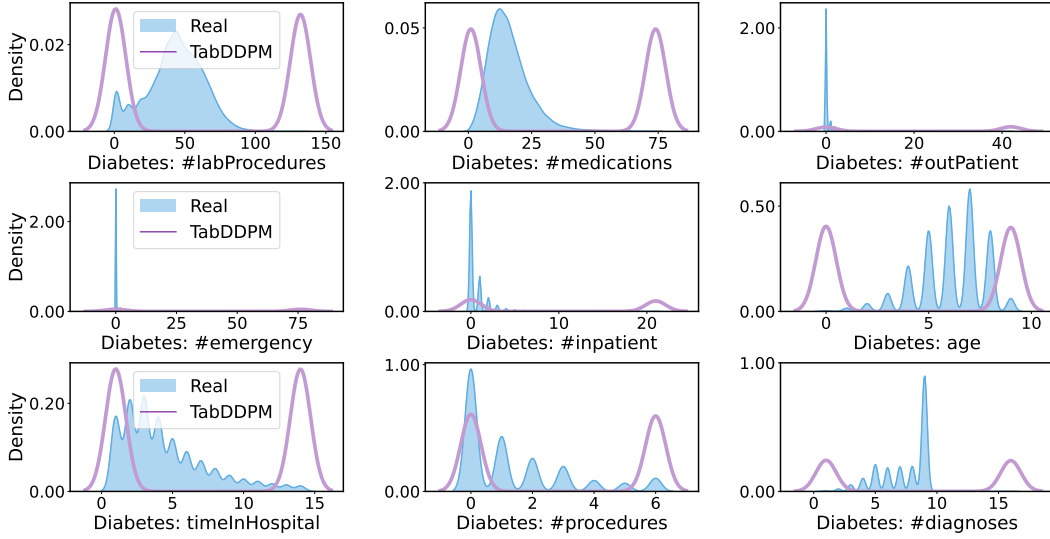 Density
0.02
0.00
Real
TabDDPM
0 50 100 150
Diabetes: #labProcedures
0.05
0.00
0 25 50 75
Diabetes: #medications
2.00
0.00
0 20 40
Diabetes: #outPatient
Density
2.00
0.00
Real
TabDDPM
0 25 50 75
Diabetes: #emergency
2.00
0.00
0 10 20
Diabetes: #inpatient
0.50
0.00
0 5 10
Diabetes: age
Density
0.20
0.00
Real
TabDDPM
0 5 10 15
Diabetes: timeInHospital
1.00
0.00
0 2 4 6
Diabetes: #procedures
1.00
0.00
0 5 10 15
Diabetes: #diagnoses